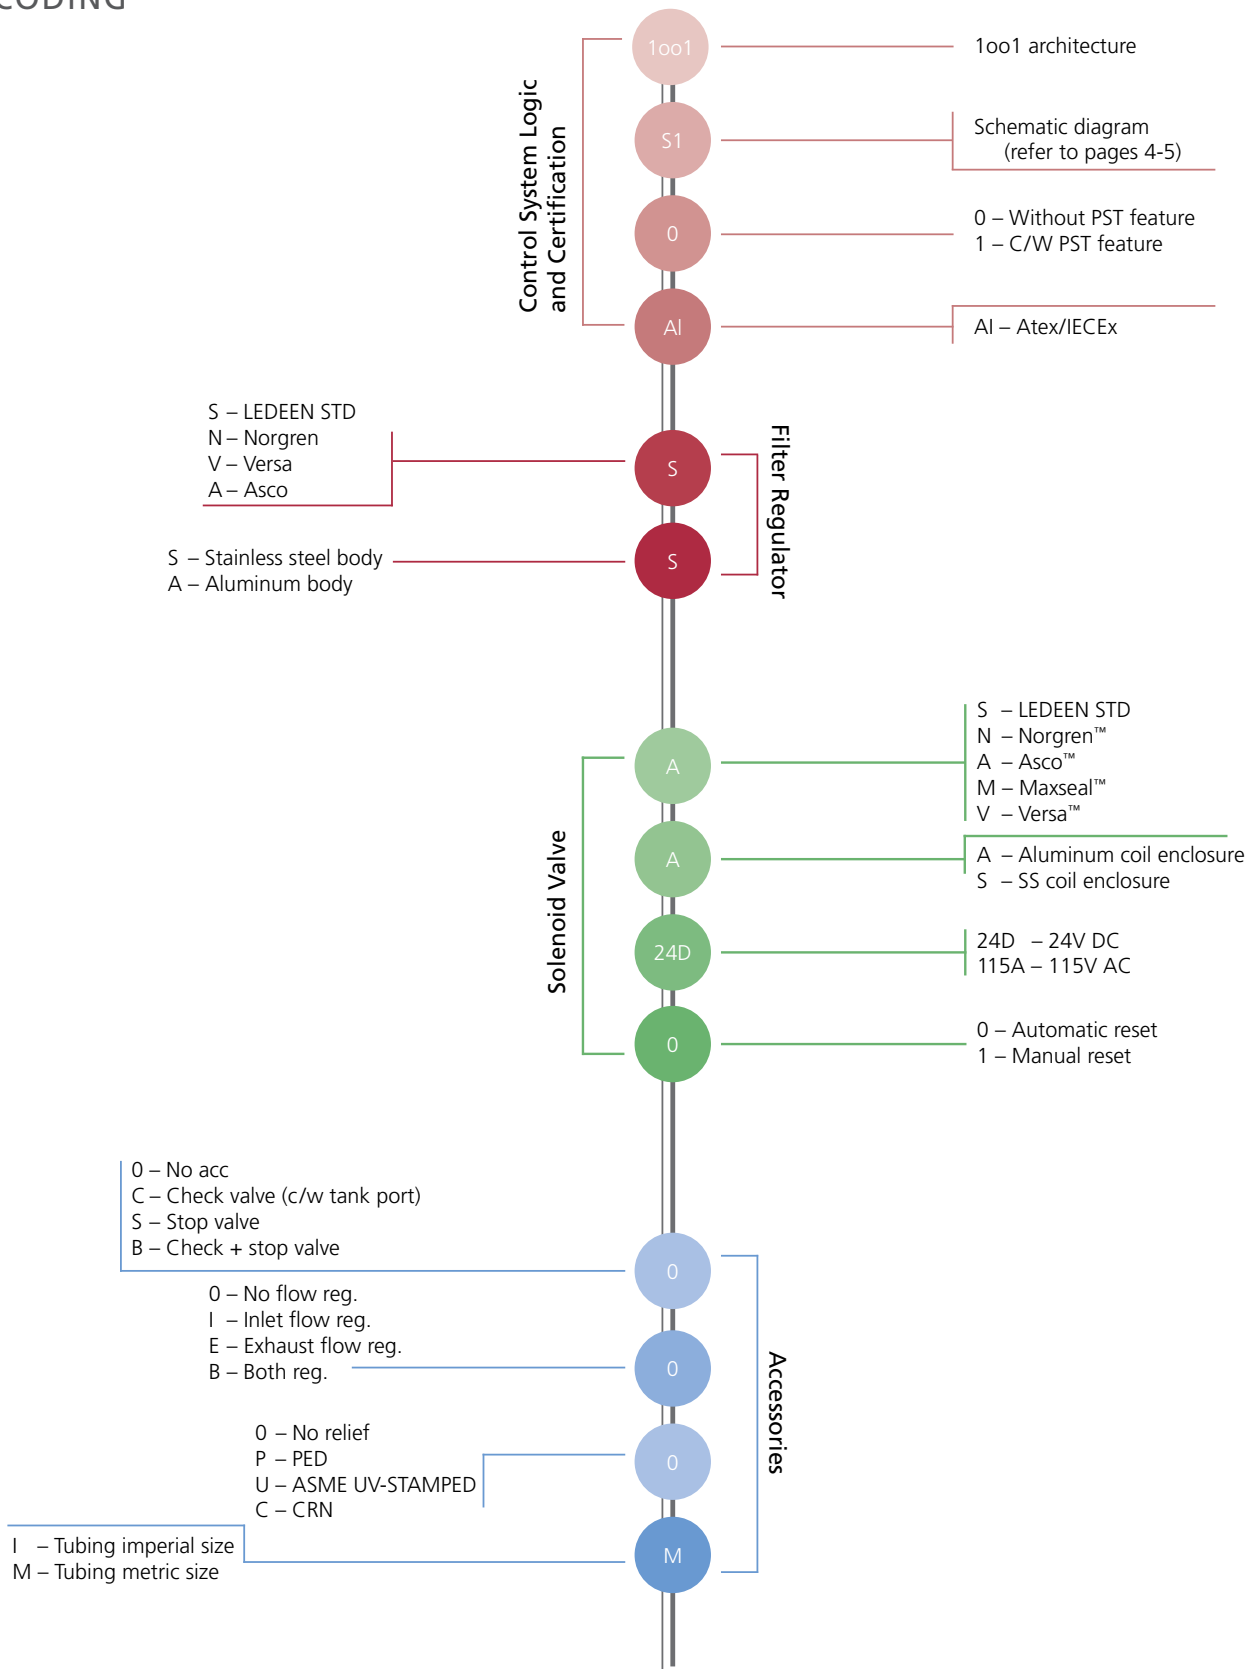 CODING
Control System Logic
and Certification
1oo1
1oo1 architecture
S1
Schematic diagram
(refer to pages 4-5)
0
0 – Without PST feature
1 – C/W PST feature
AI
AI – Atex/IECEx
Filter Regulator
S – LEDEEN STD
N – Norgren
V – Versa
A – Asco
S
S – Stainless steel body
A – Aluminum body
S
Solenoid Valve
A
S – LEDEEN STD
N – Norgren™
A – Asco™
M – Maxseal™
V – Versa™
A
A – Aluminum coil enclosure
S – SS coil enclosure
24D
24D – 24V DC
115A – 115V AC
0
0 – Automatic reset
1 – Manual reset
Accessories
0 – No acc
C – Check valve (c/w tank port)
S – Stop valve
B – Check + stop valve
0
0 – No flow reg.
I – Inlet flow reg.
E – Exhaust flow reg.
B – Both reg.
0
0 – No relief
P – PED
U – ASME UV-STAMPED
C – CRN
0
I – Tubing imperial size
M – Tubing metric size
M